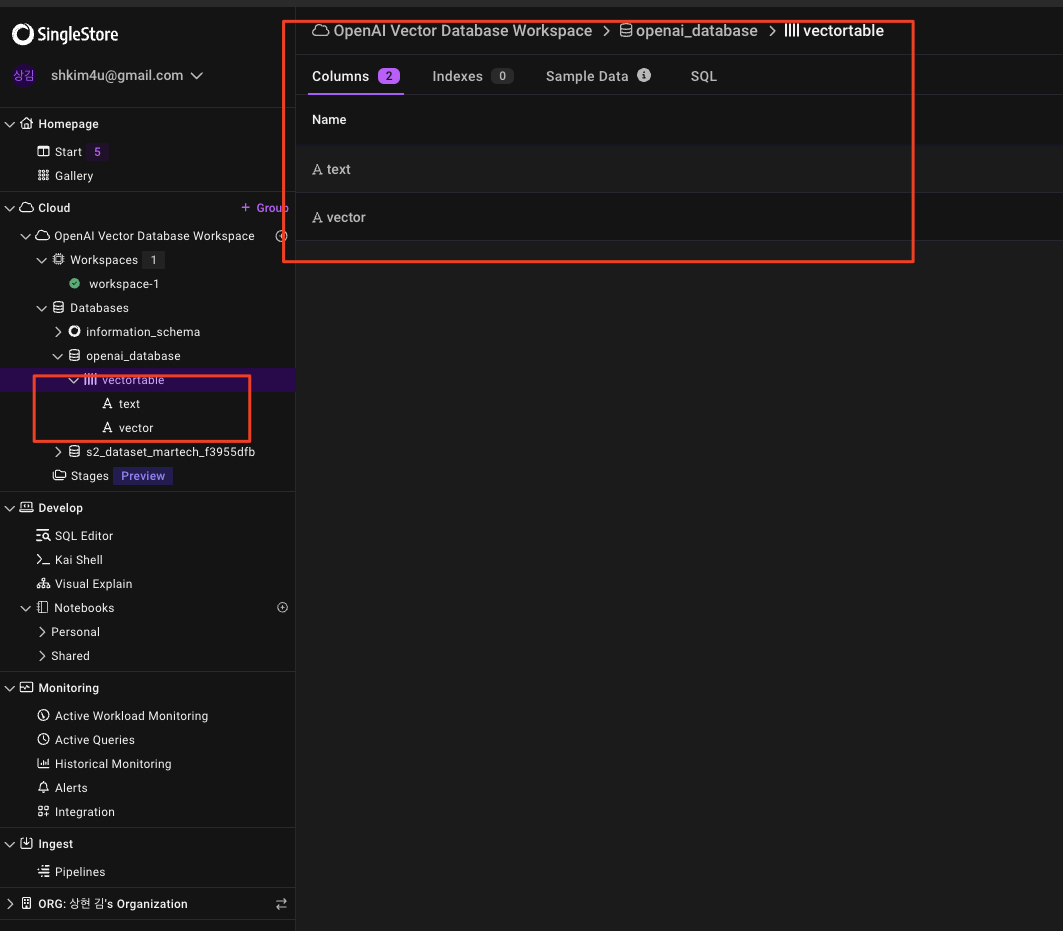 SingleStore
상김 shkim4u@gmail.com
Homepage
Start 5
Gallery
Cloud + Group
OpenAI Vector Database Workspace
Workspaces 1
workspace-1
Databases
information_schema
openai_database
vectortable
text
vector
s2_dataset_martech_f3955dfb
Stages Preview
Develop
SQL Editor
Kai Shell
Visual Explain
Notebooks
Personal
Shared
Monitoring
Active Workload Monitoring
Active Queries
Historical Monitoring
Alerts
Integration
Ingest
Pipelines
ORG: 상현 김's Organization
OpenAI Vector Database Workspace > openai_database > vectortable
Columns 2 Indexes 0 Sample Data SQL
Name
text
vector